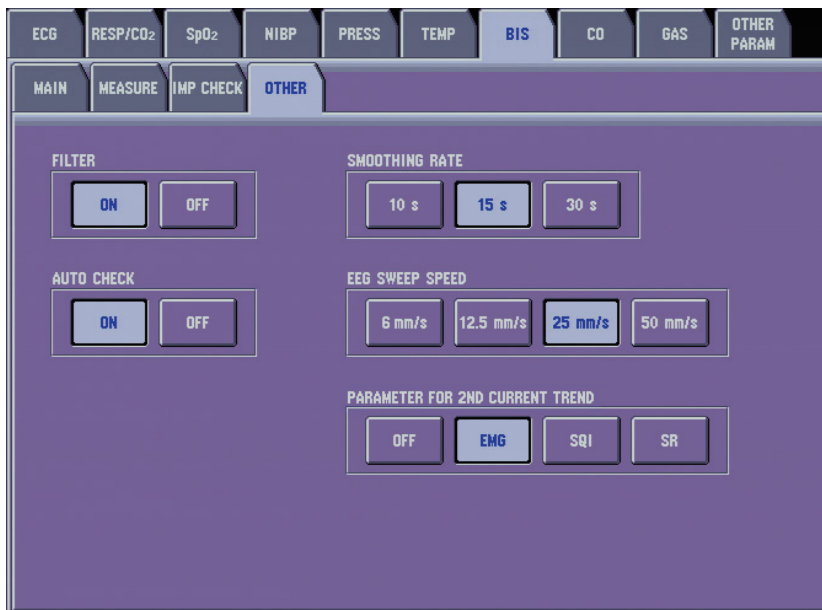 ECG RESP/CO2 SpO2 NIBP PRESS TEMP BIS CO GAS OTHER PARAM
MAIN MEASURE IMP CHECK OTHER
FILTER
ON OFF
SMOOTHING RATE
10 s 15 s 30 s
AUTO CHECK
ON OFF
EEG SWEEP SPEED
6 mm/s 12.5 mm/s 25 mm/s 50 mm/s
PARAMETER FOR 2ND CURRENT TREND
OFF EMG SQI SR